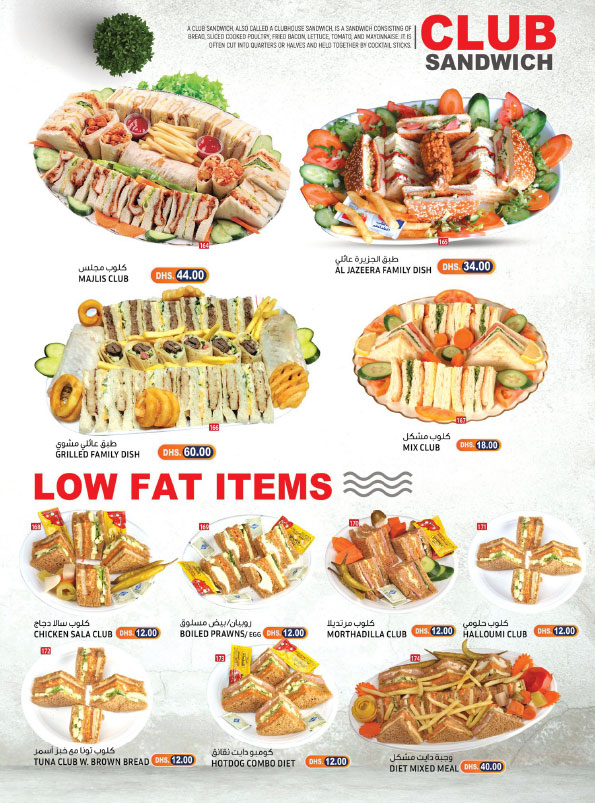 A CLUB SANDWICH, ALSO CALLED A CLUBHOUSE SANDWICH, IS A SANDWICH CONSISTING OF
BREAD, SLICED COOKED POULTRY, FRIED BACON, LETTUCE, TOMATO, AND MAYONNAISE. IT IS
OFTEN CUT INTO QUARTERS OR HALVES AND HELD TOGETHER BY COCKTAIL STICKS.
CLUB
SANDWICH
164
كلوب مجلس
MAJLIS CLUB
DHS. 44.00
165
طبق الجزيرة عائلي
AL JAZEERA FAMILY DISH
DHS. 34.00
166
طبق عائلي مشوي
GRILLED FAMILY DISH
DHS. 60.00
167
كلوب مشكل
MIX CLUB
DHS. 18.00
LOW FAT ITEMS
168
كلوب سالا دجاج
CHICKEN SALA CLUB
DHS. 12.00
169
روبيان/بيض مسلوق
BOILED PRAWNS/ EGG
DHS. 12.00
170
كلوب مرتديلا
MORTHADILLA CLUB
DHS. 12.00
171
كلوب حلومي
HALLOUMI CLUB
DHS. 12.00
172
كلوب تونا مع خبز أسمر
TUNA CLUB W. BROWN BREAD
DHS. 12.00
173
كومبو دايت نقانق
HOTDOG COMBO DIET
DHS. 12.00
174
وجبة دايت مشكل
DIET MIXED MEAL
DHS. 40.00